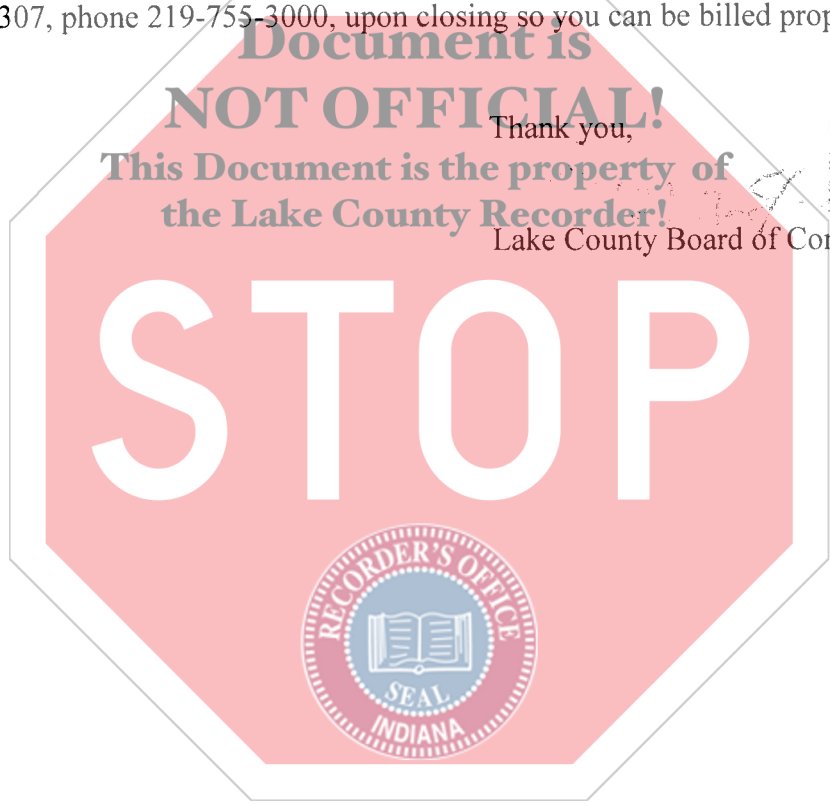 307, phone 219-755-3000, upon closing so you can be billed prop
Document is
NOT OFFICIAL!
Thank you,
This Document is the property of
the Lake County Recorder!
Lake County Board of Co
STOP
RECORDER'S OFFICE
SEAL
INDIANA